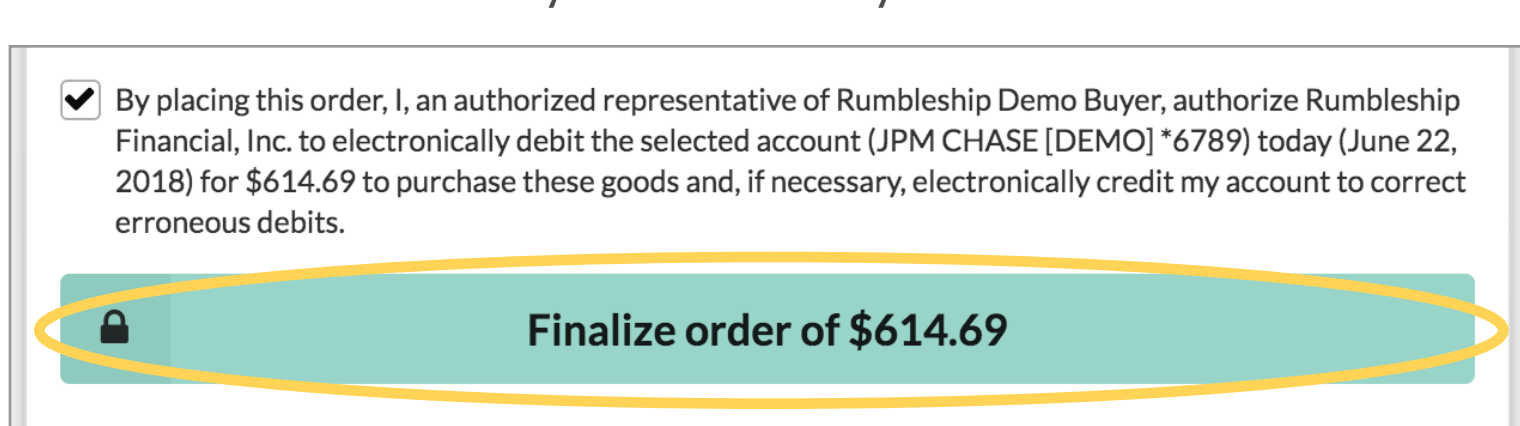 By placing this order, I, an authorized representative of Rumbleship Demo Buyer, authorize Rumbleship
Financial, Inc. to electronically debit the selected account (JPM CHASE [DEMO] *6789) today (June 22,
2018) for $614.69 to purchase these goods and, if necessary, electronically credit my account to correct
erroneous debits.
Finalize order of $614.69